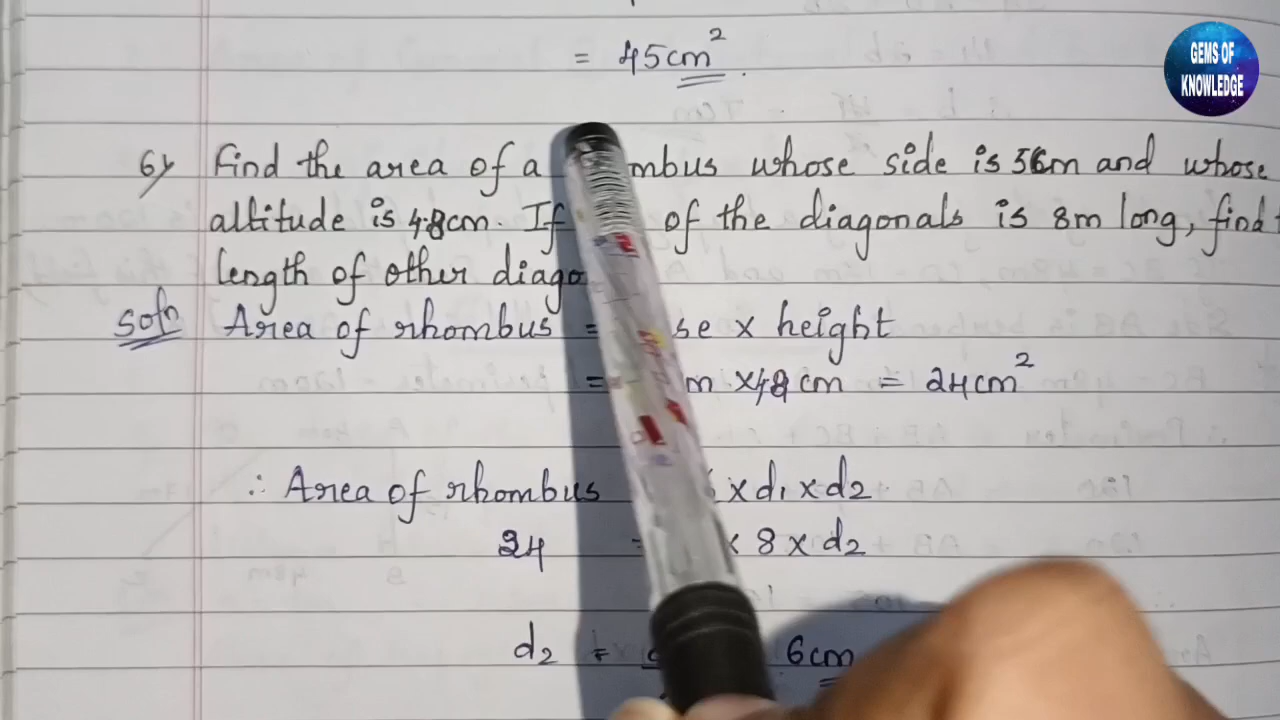 = 45cm²
GEMS OF
KNOWLEDGE
6) Find the area of a mbus whose side is 5cm and whose
altitude is 4.8cm. If of the diagonals is 8m long, find
length of other diago
Soln Area of rhombus = se x height
= m x 4.8 cm = 24cm²
∴ Area of rhombus x d₁ x d₂
24 = x 8 x d₂
d₂ = 6cm